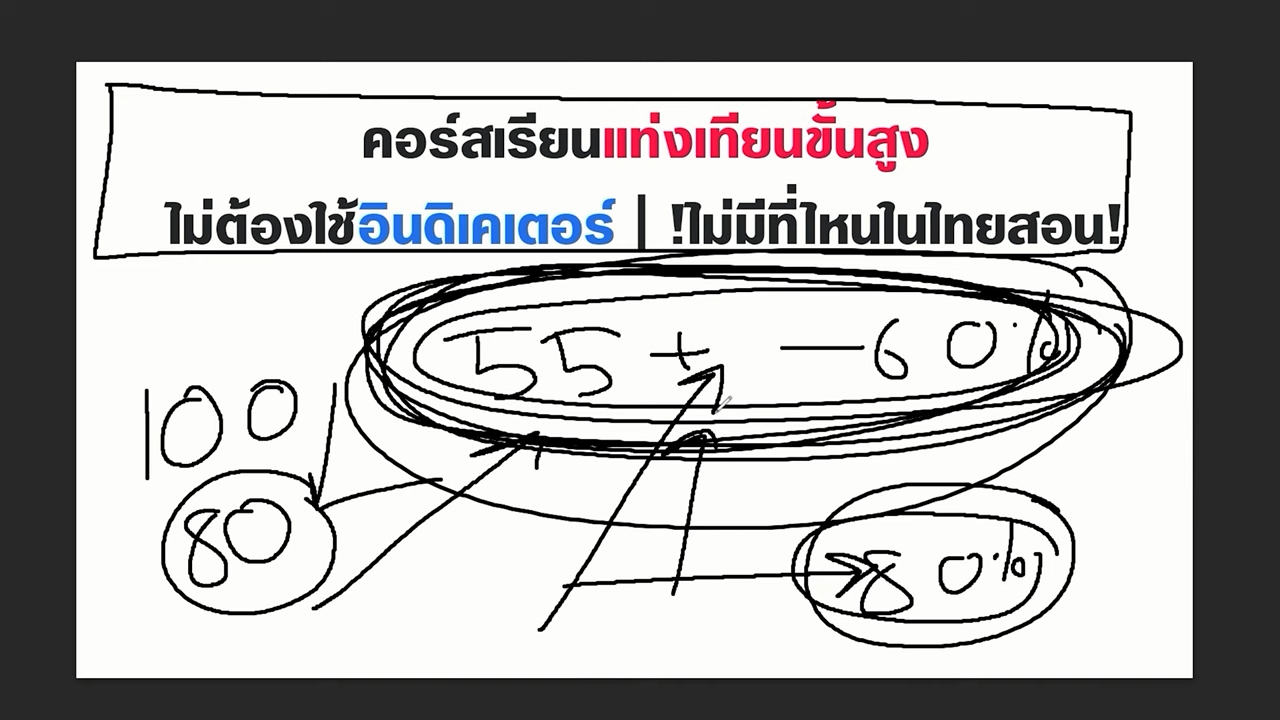 คอร์สเรียนแท่งเทียนขั้นสูง
ไม่ต้องใช้อินดิเคเตอร์ | !ไม่มีที่ไหนในไทยสอน!
55 + — 60%
100
80
80%